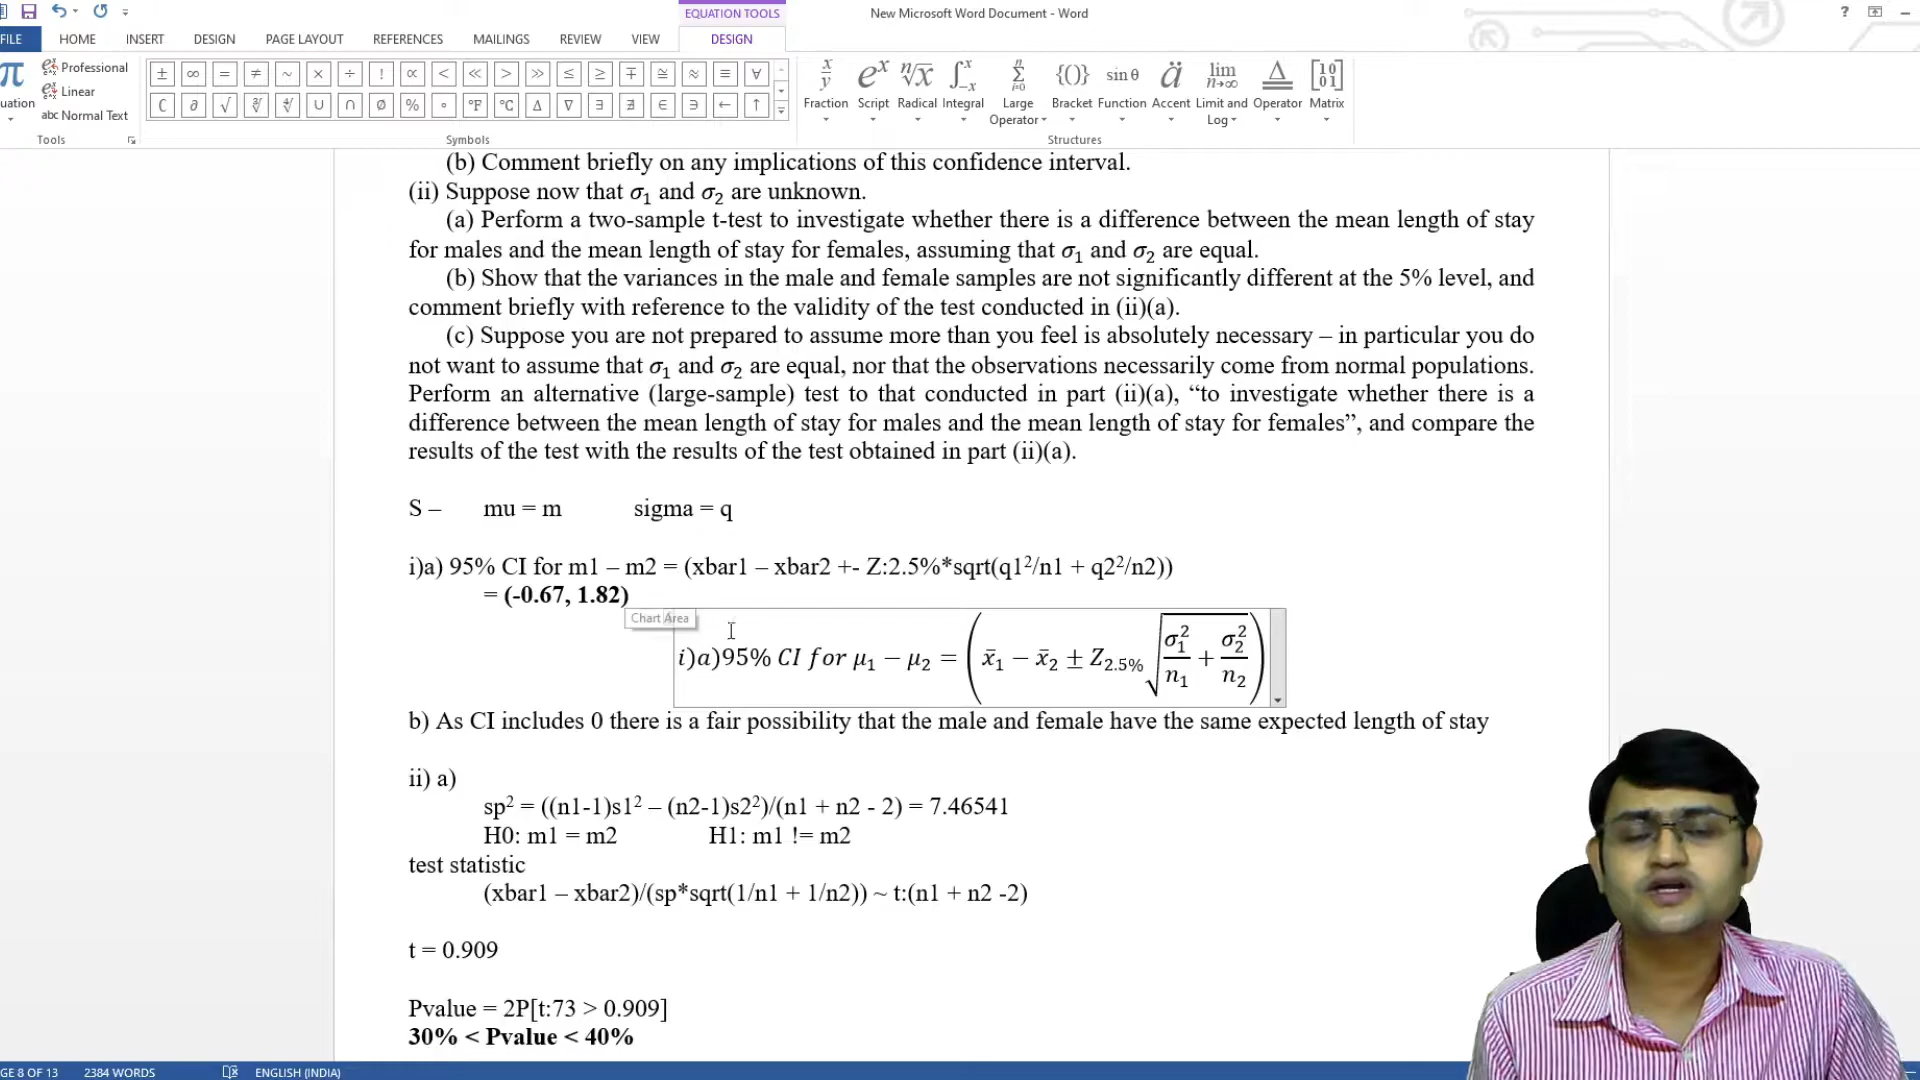 EQUATION TOOLS
New Microsoft Word Document - Word
?
FILE HOME INSERT DESIGN PAGE LAYOUT REFERENCES MAILINGS REVIEW VIEW DESIGN
π Professional
Linear
uation abc Normal Text
± ∞ = ≠ ~ × ÷ ! ∝ < ≪ > ≫ ≤ ≥ ∓ ≅ ≈ ≡ ∀
∁ ∂ √ ∛ ∜ ∪ ∩ ∅ % ° °F °C ∆ ∇ ∃ ∄ ∈ ∋ ← ↑
Fraction Script Radical Integral Large Operator Bracket Function Accent Limit and Log Operator Matrix
Tools Symbols Structures
(b) Comment briefly on any implications of this confidence interval.
(ii) Suppose now that σ₁ and σ₂ are unknown.
(a) Perform a two-sample t-test to investigate whether there is a difference between the mean length of stay
for males and the mean length of stay for females, assuming that σ₁ and σ₂ are equal.
(b) Show that the variances in the male and female samples are not significantly different at the 5% level, and
comment briefly with reference to the validity of the test conducted in (ii)(a).
(c) Suppose you are not prepared to assume more than you feel is absolutely necessary – in particular you do
not want to assume that σ₁ and σ₂ are equal, nor that the observations necessarily come from normal populations.
Perform an alternative (large-sample) test to that conducted in part (ii)(a), “to investigate whether there is a
difference between the mean length of stay for males and the mean length of stay for females”, and compare the
results of the test with the results of the test obtained in part (ii)(a).
S – mu = m sigma = q
i)a) 95% CI for m1 – m2 = (xbar1 – xbar2 +- Z:2.5%*sqrt(q1²/n1 + q2²/n2))
= (-0.67, 1.82)
Chart Area
i)a)95% CI for μ₁ − μ₂ = (x̄₁ − x̄₂ ± Z₂.₅% √(σ₁²/n₁ + σ₂²/n₂))
b) As CI includes 0 there is a fair possibility that the male and female have the same expected length of stay
ii) a)
sp² = ((n1-1)s1² – (n2-1)s2²)/(n1 + n2 - 2) = 7.46541
H0: m1 = m2 H1: m1 != m2
test statistic
(xbar1 – xbar2)/(sp*sqrt(1/n1 + 1/n2)) ~ t:(n1 + n2 -2)
t = 0.909
Pvalue = 2P[t:73 > 0.909]
30% < Pvalue < 40%
GE 8 OF 13 2384 WORDS ENGLISH (INDIA)